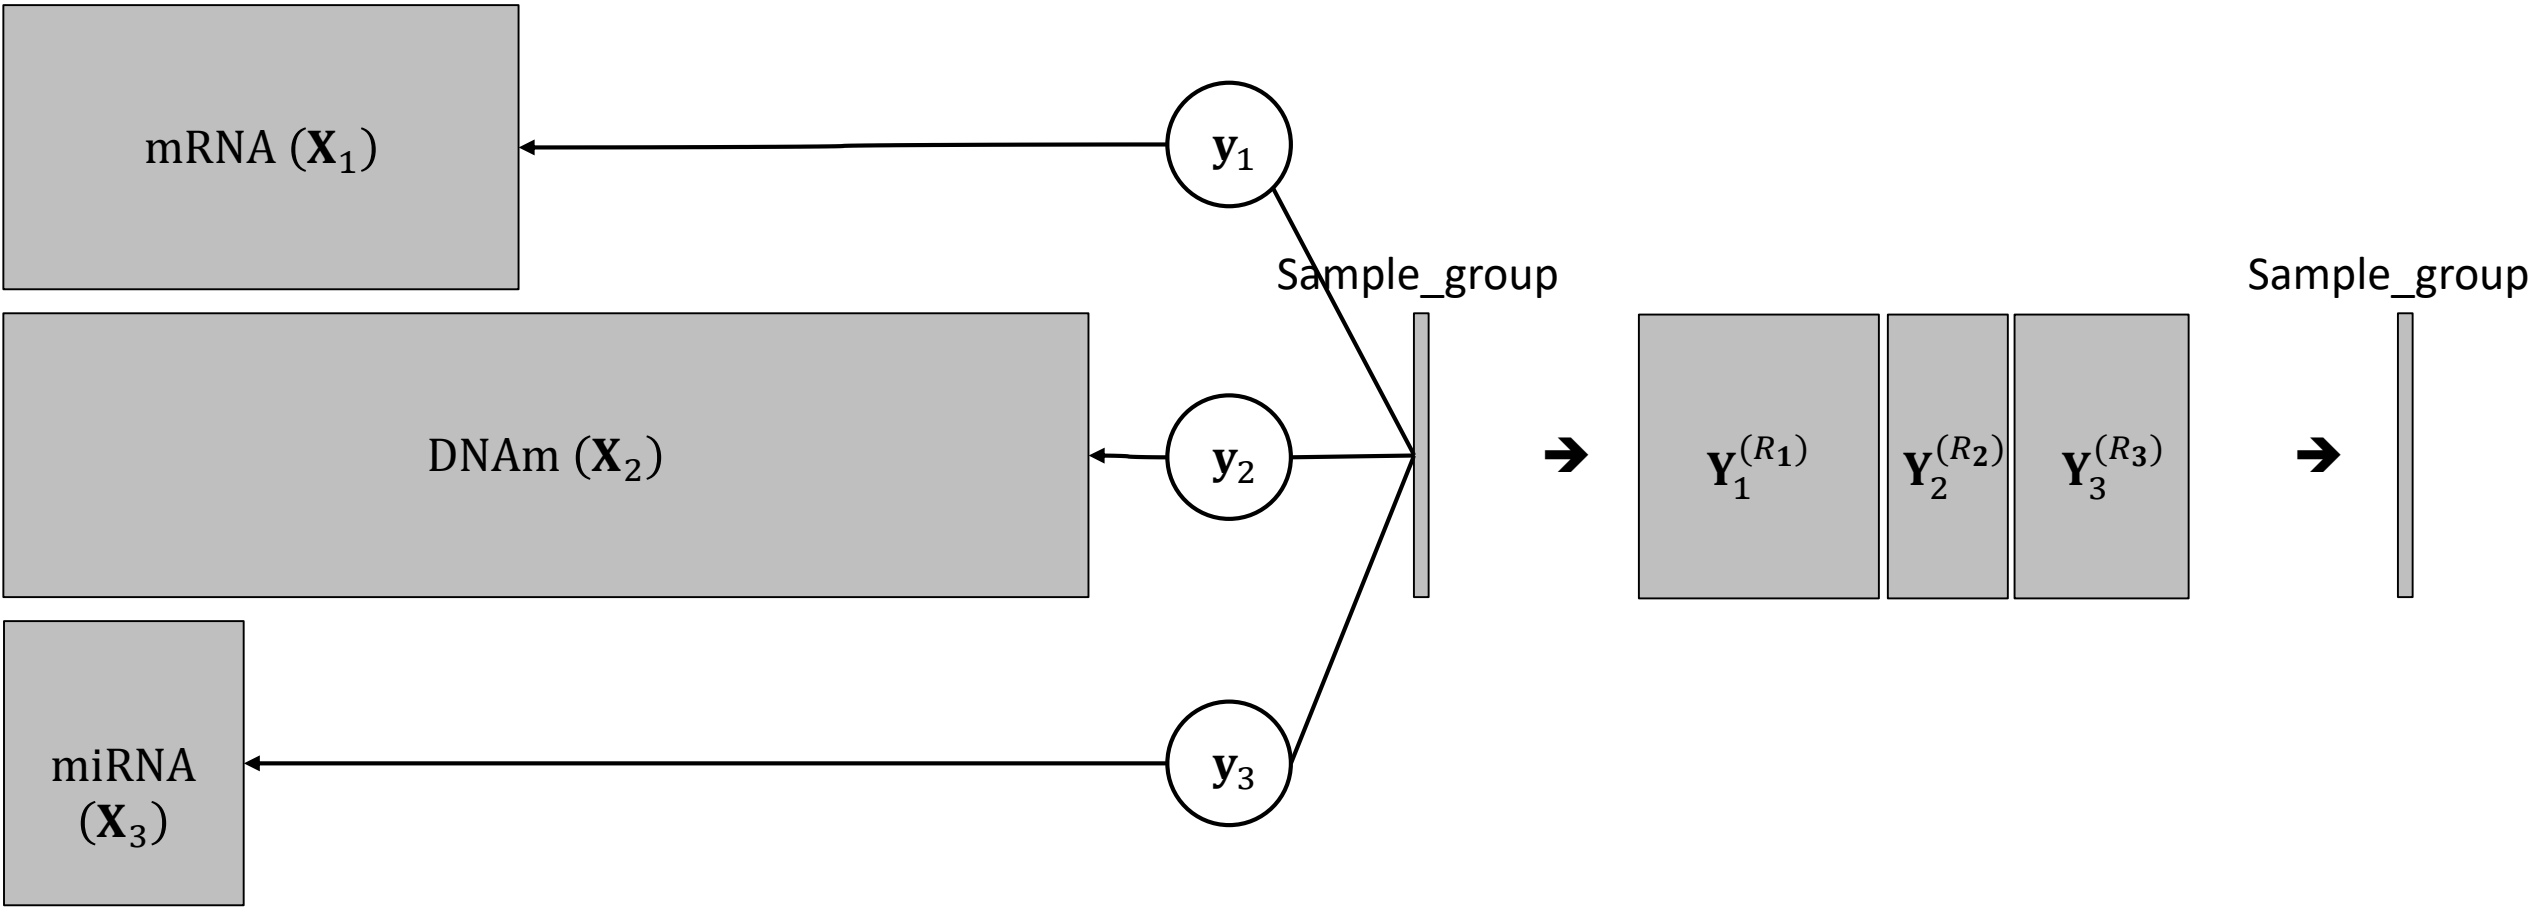 mRNA (𝐗₁)
𝐲₁
Sample_group
Sample_group
DNAm (𝐗₂)
𝐲₂
𝐘₁^(𝑅₁)
𝐘₂^(𝑅₂)
𝐘₃^(𝑅₃)
miRNA
(𝐗₃)
𝐲₃